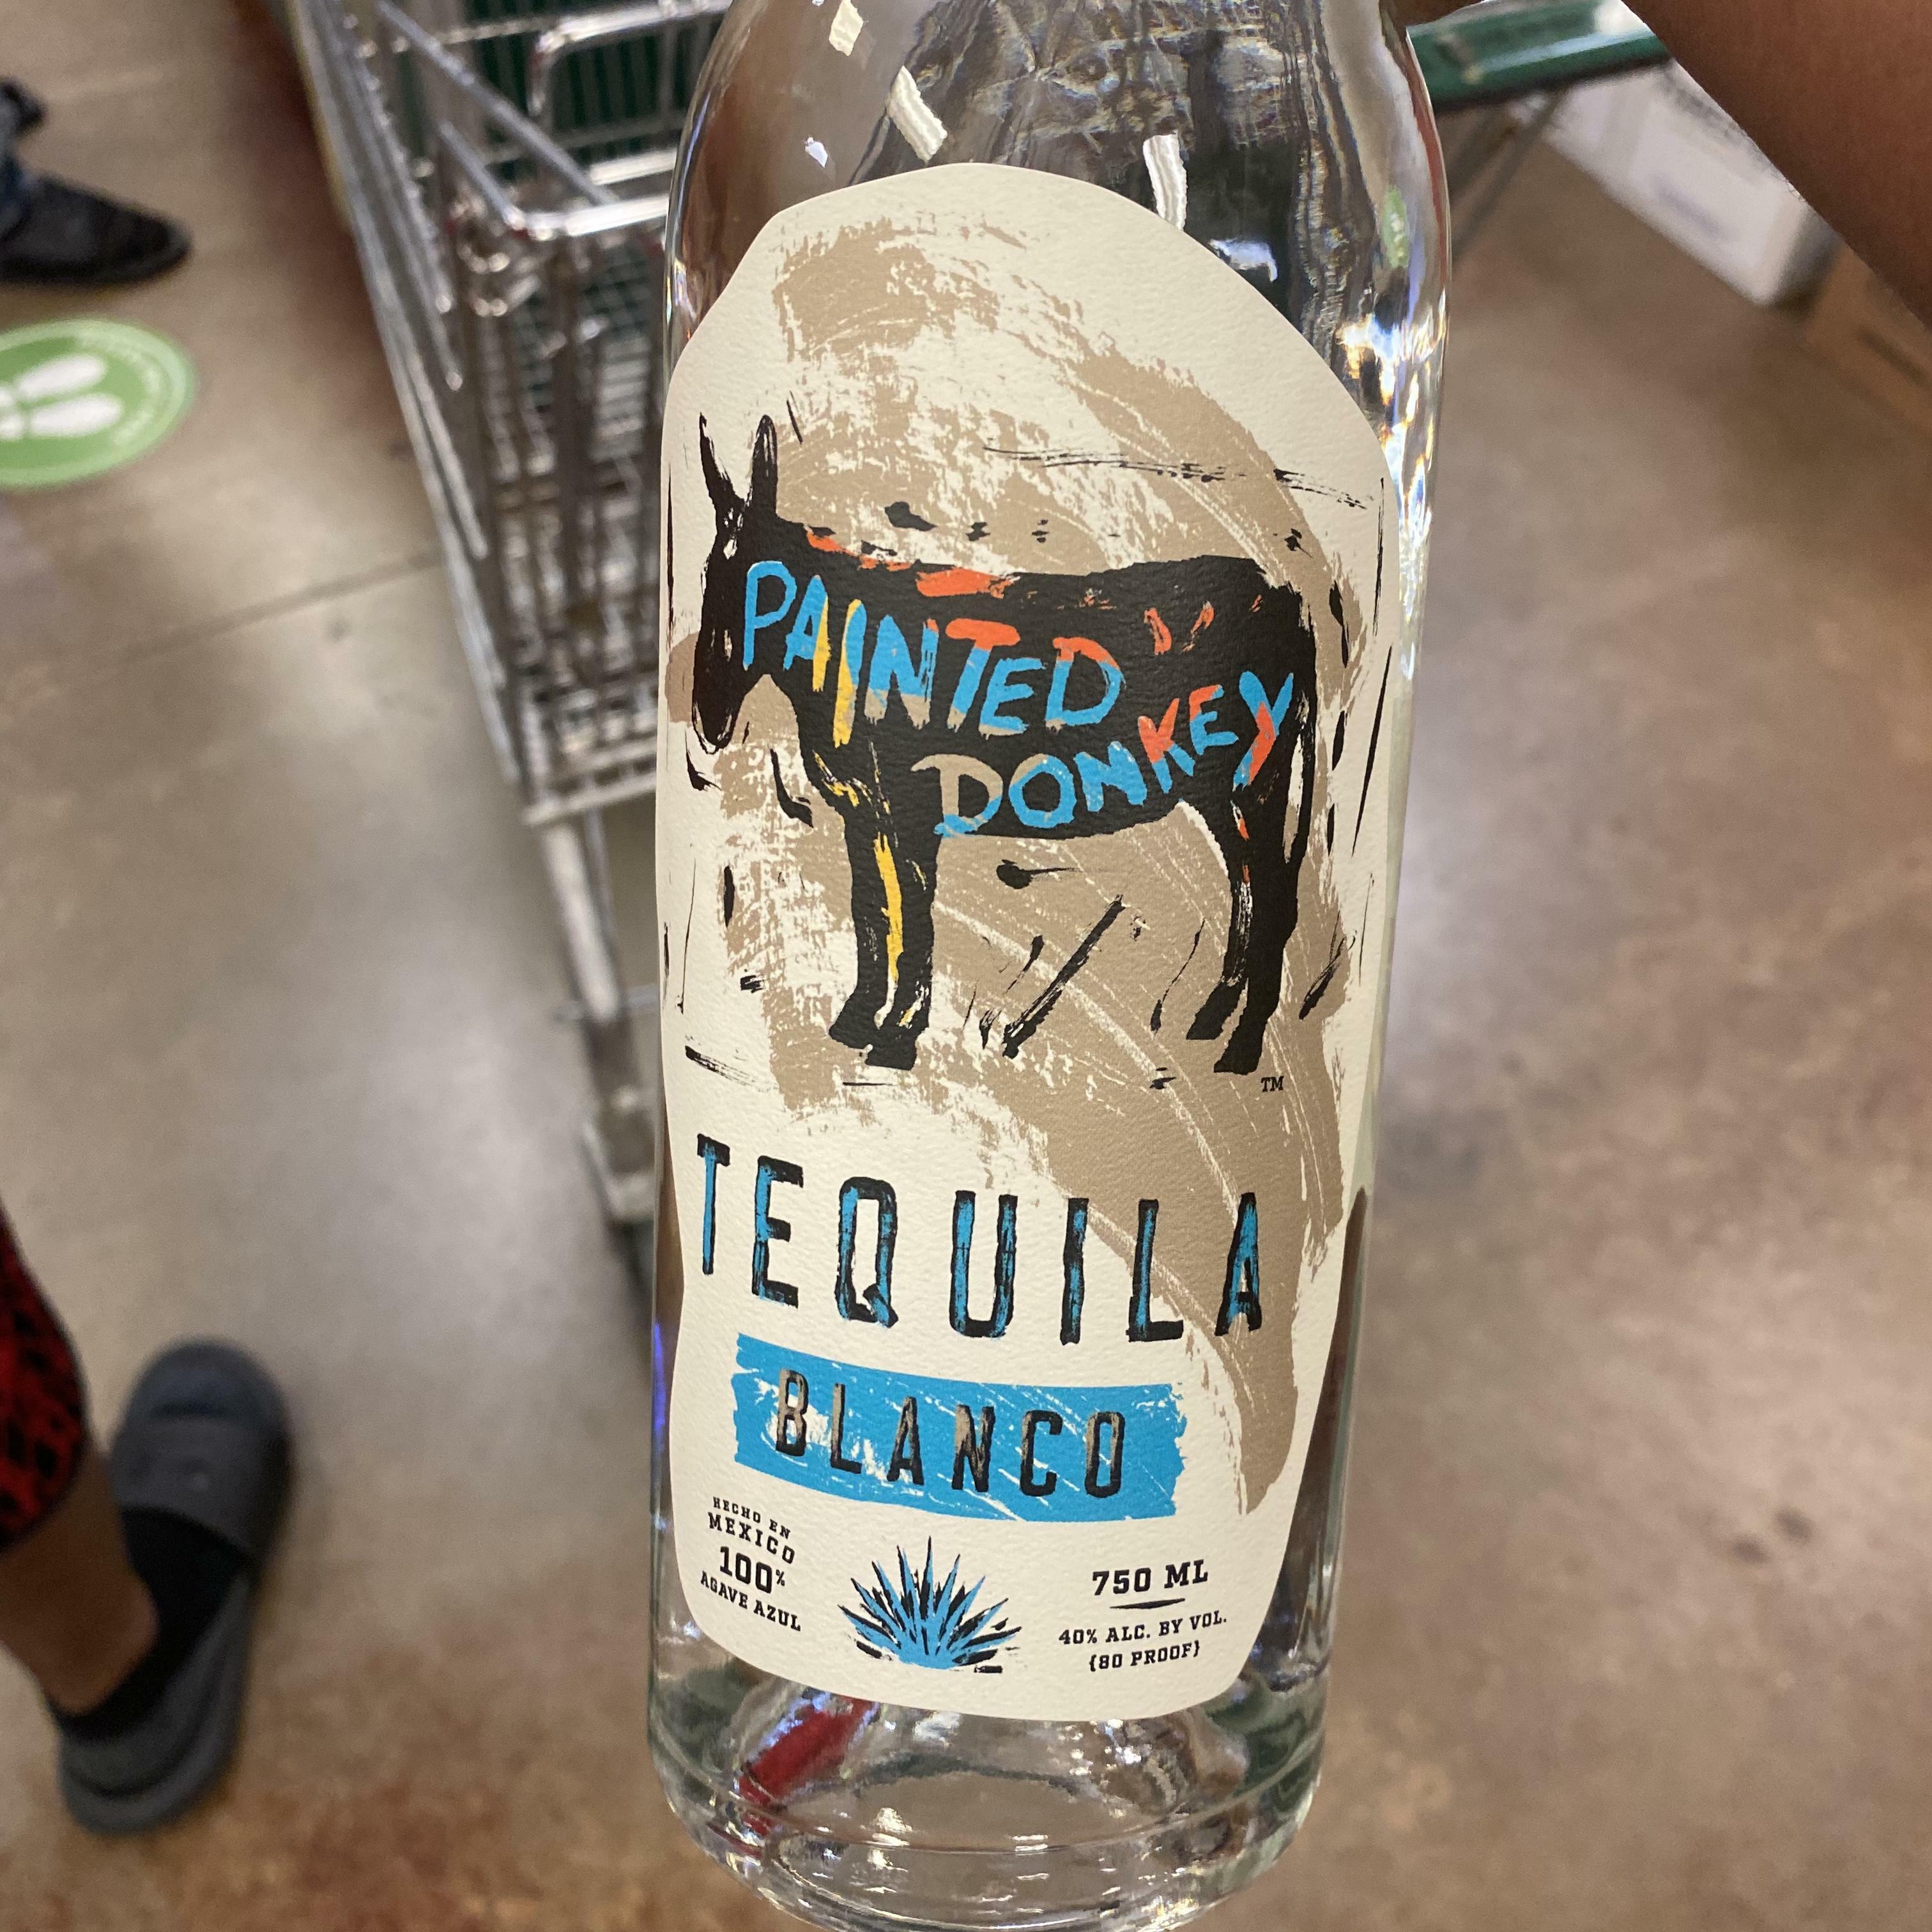 PAINTED
DONKEY
TM
TEQUILA
BLANCO
HECHO EN
MEXICO
100%
AGAVE AZUL
750 ML
40% ALC. BY VOL.
{80 PROOF}